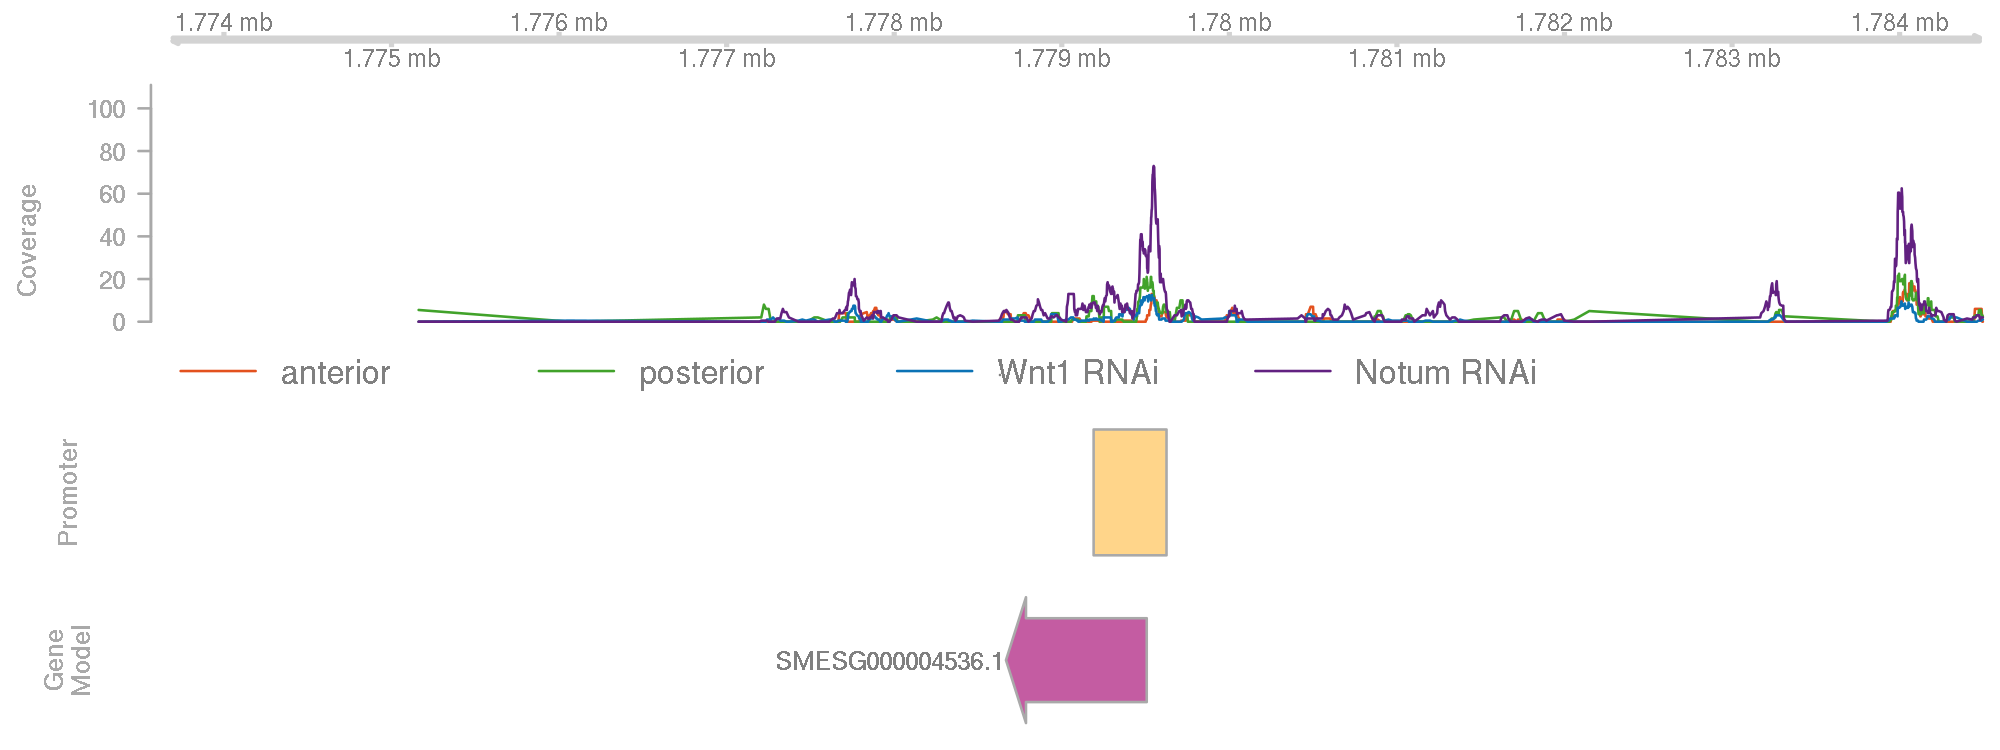 1.774 mb 1.776 mb 1.778 mb 1.78 mb 1.782 mb 1.784 mb
1.775 mb 1.777 mb 1.779 mb 1.781 mb 1.783 mb
Coverage
100
80
60
40
20
0
anterior posterior Wnt1 RNAi Notum RNAi
Promoter
Gene
Model
SMESG000004536.1